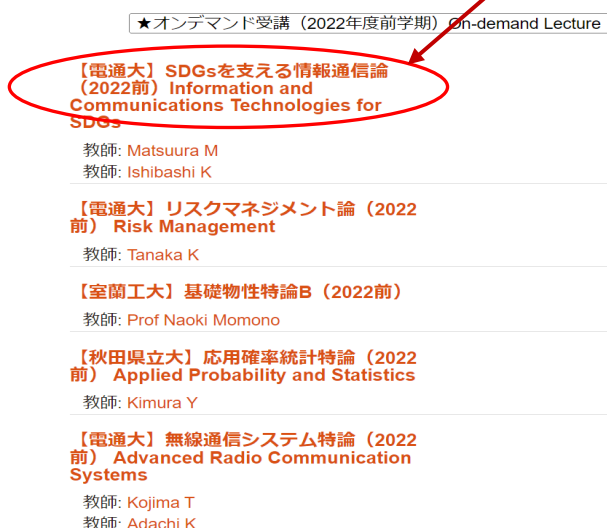 ★オンデマンド受講（2022年度前学期）On-demand Lecture
【電通大】SDGsを支える情報通信論
（2022前）Information and
Communications Technologies for
SDGs
教師: Matsuura M
教師: Ishibashi K
【電通大】リスクマネジメント論（2022
前） Risk Management
教師: Tanaka K
【室蘭工大】基礎物性特論B（2022前）
教師: Prof Naoki Momono
【秋田県立大】応用確率統計特論（2022
前） Applied Probability and Statistics
教師: Kimura Y
【電通大】無線通信システム特論（2022
前） Advanced Radio Communication
Systems
教師: Kojima T
教師: Adachi K